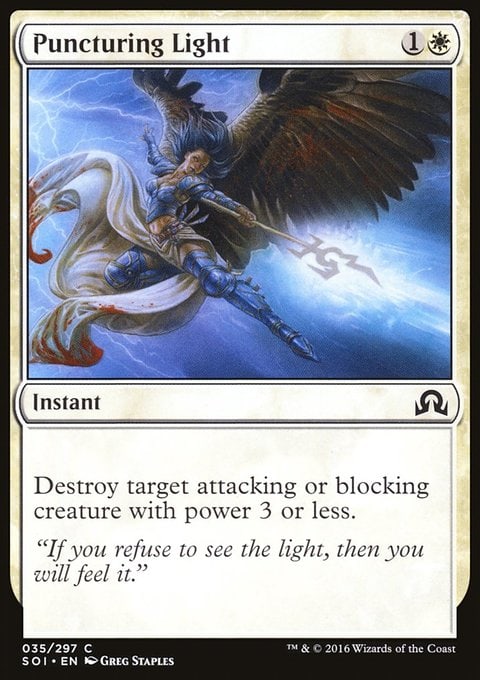 Puncturing Light 1
Instant
Destroy target attacking or blocking
creature with power 3 or less.
“If you refuse to see the light, then you
will feel it.”
035/297 C
SOI • EN Greg Staples
™ & © 2016 Wizards of the Coast